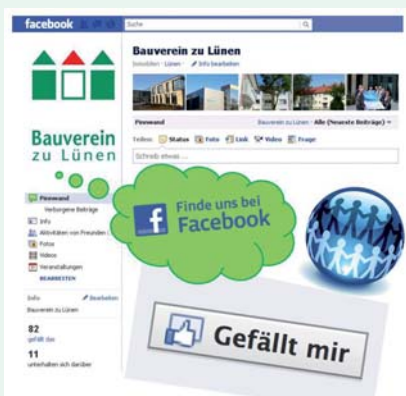 facebook
Suche
Bauverein zu Lünen
Immobilien · Lünen · Info bearbeiten
Pinnwand
Bauverein zu Lünen · Alle (Neueste Beiträge)
Teilen: Status Foto Link Video Frage
Schreib etwas ...
Bauverein
zu Lünen
Pinnwand
Verborgene Beiträge
Info
Aktivitäten von Freunden
Fotos
Videos
Veranstaltungen
BEARBEITEN
Info Bearbeiten
Bauverein zu Lünen
82
gefällt das
11
unterhalten sich darüber
Finde uns bei
Facebook
Gefällt mir